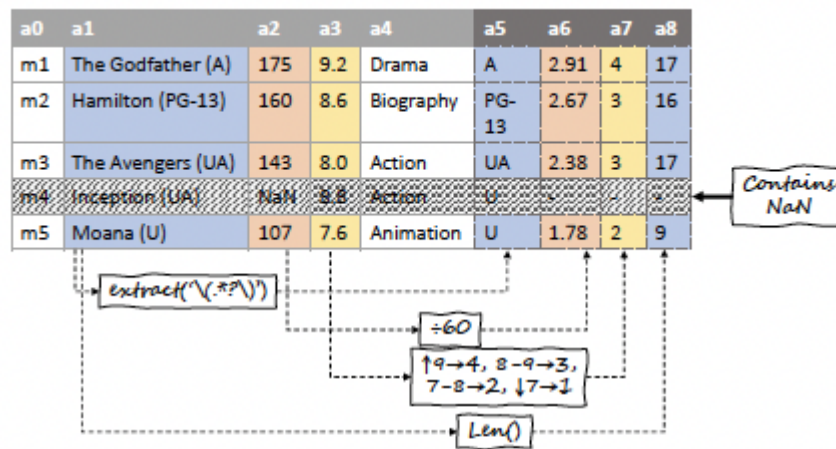 a0 a1 a2 a3 a4 a5 a6 a7 a8
m1 The Godfather (A) 175 9.2 Drama A 2.91 4 17
m2 Hamilton (PG-13) 160 8.6 Biography PG-
13 2.67 3 16
m3 The Avengers (UA) 143 8.0 Action UA 2.38 3 17
m4 Inception (UA) NaN 8.8 Action U - - -
Contains
NaN
m5 Moana (U) 107 7.6 Animation U 1.78 2 9
extract('\(.*?\)')
÷60
↑9→4, 8-9→3,
7-8→2, ↓7→1
Len()